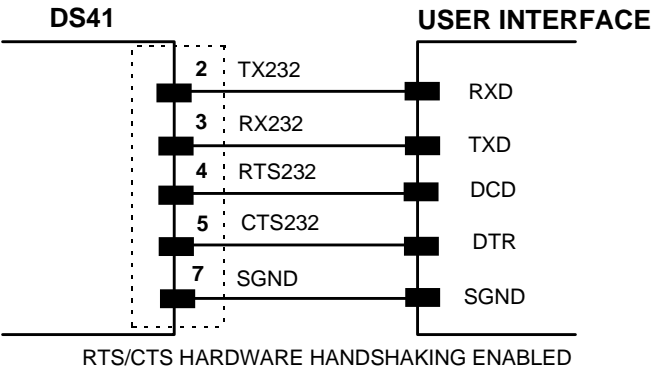 DS41 USER INTERFACE
2 TX232 RXD
3 RX232 TXD
4 RTS232 DCD
5 CTS232 DTR
7 SGND SGND
RTS/CTS HARDWARE HANDSHAKING ENABLED